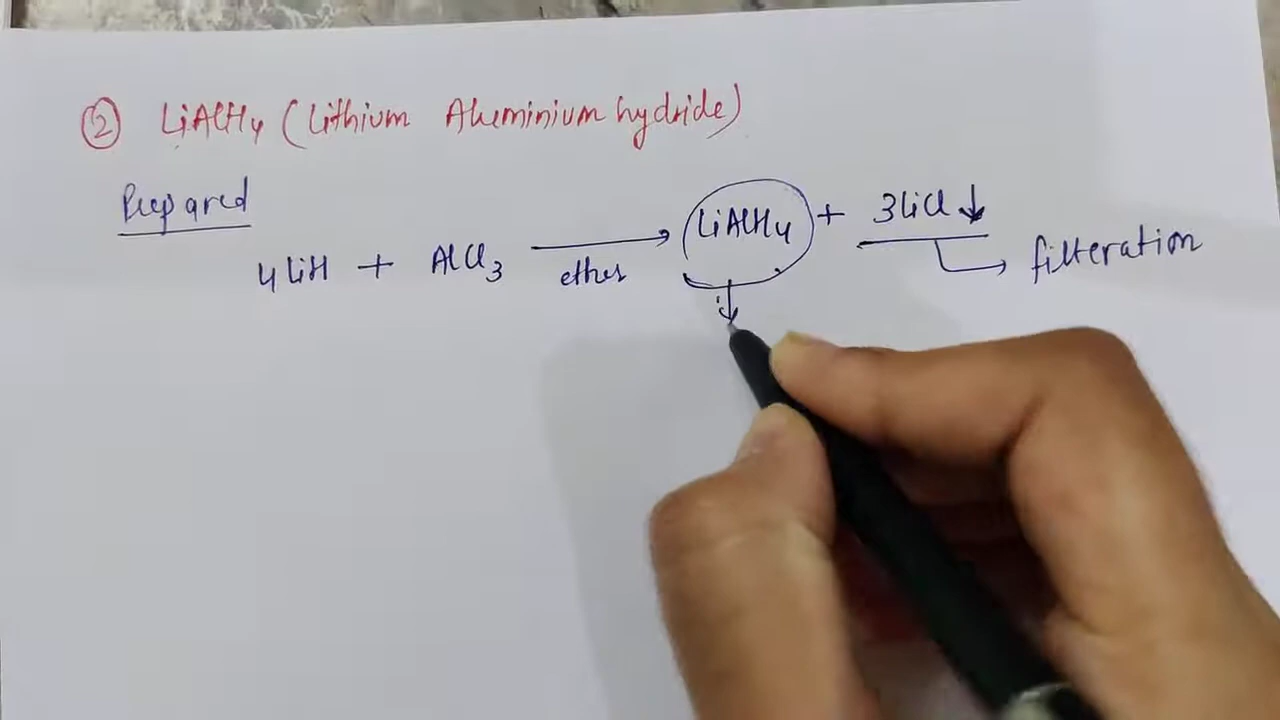 ② LiAlH4 (Lithium Aluminium hydride)
Prepared
4LiH + AlCl3 ⟶ LiAlH4 + 3LiCl ↓ → filteration
ether